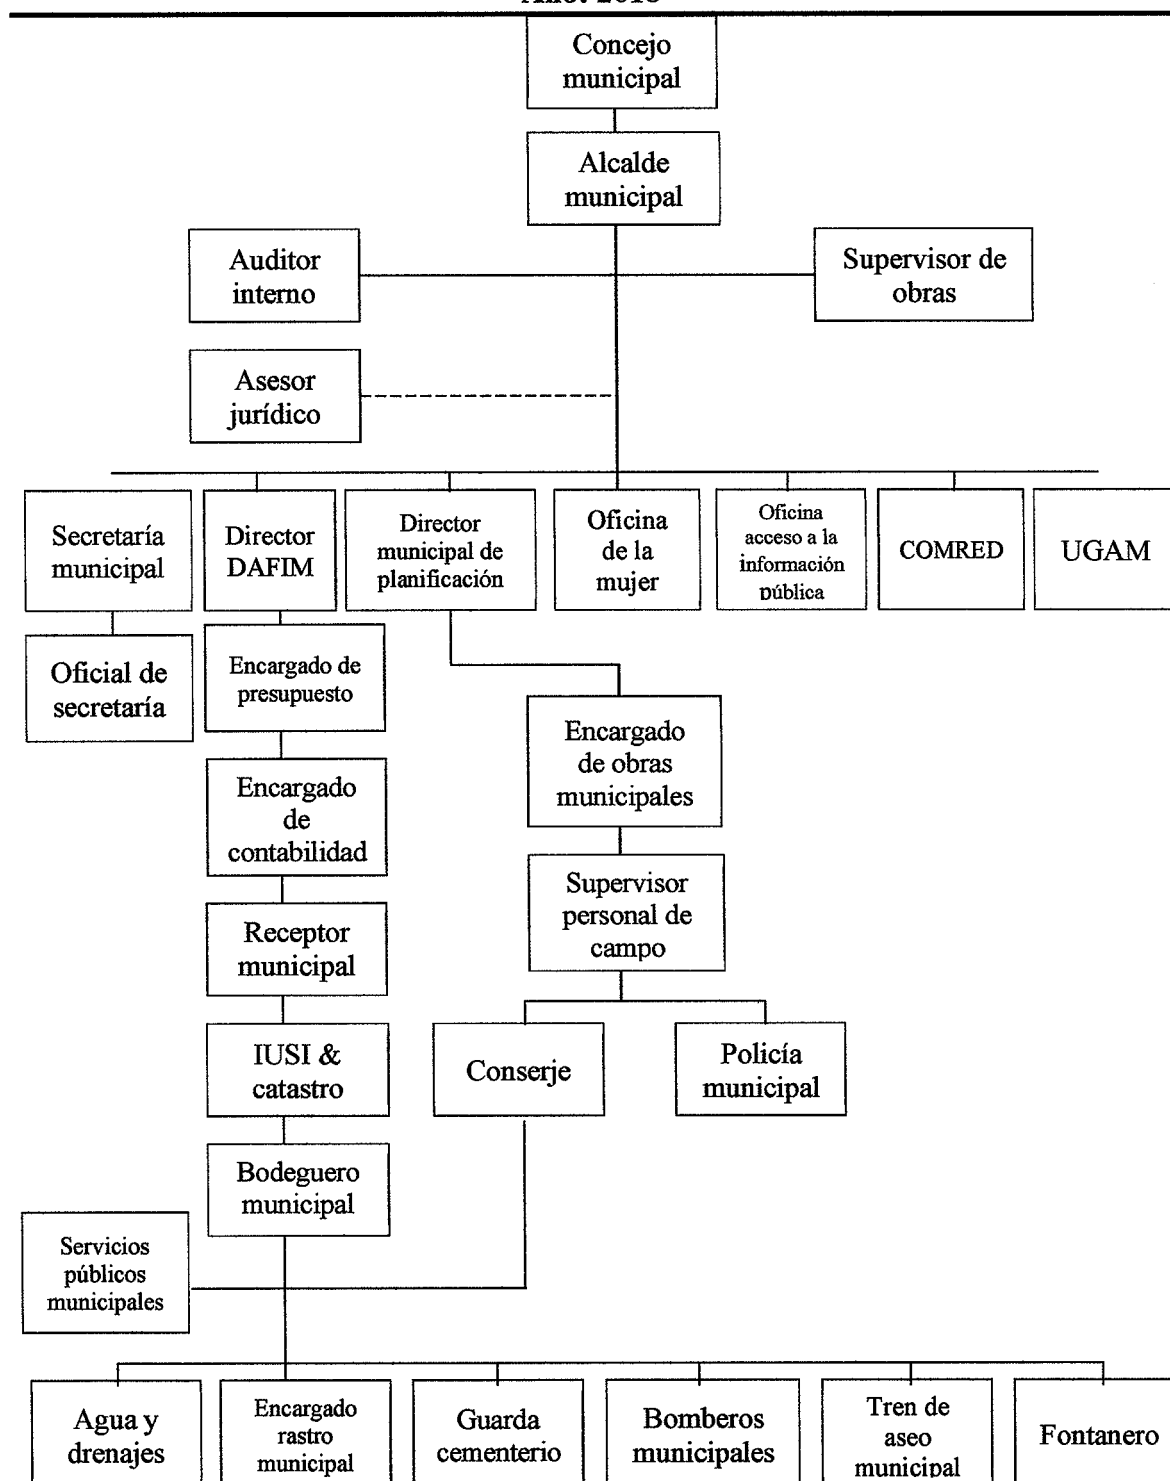 Concejo
municipal
Alcalde
municipal
Auditor
interno
Supervisor de
obras
Asesor
jurídico
Secretaría
municipal
Director
DAFIM
Director
municipal de
planificación
Oficina
de la
mujer
Oficina
acceso a la
información
pública
COMRED
UGAM
Oficial de
secretaría
Encargado de
presupuesto
Encargado
de obras
municipales
Encargado
de
contabilidad
Supervisor
personal de
campo
Receptor
municipal
IUSI &
catastro
Conserje
Policía
municipal
Bodeguero
municipal
Servicios
públicos
municipales
Agua y
drenajes
Encargado
rastro
municipal
Guarda
cementerio
Bomberos
municipales
Tren de
aseo
municipal
Fontanero